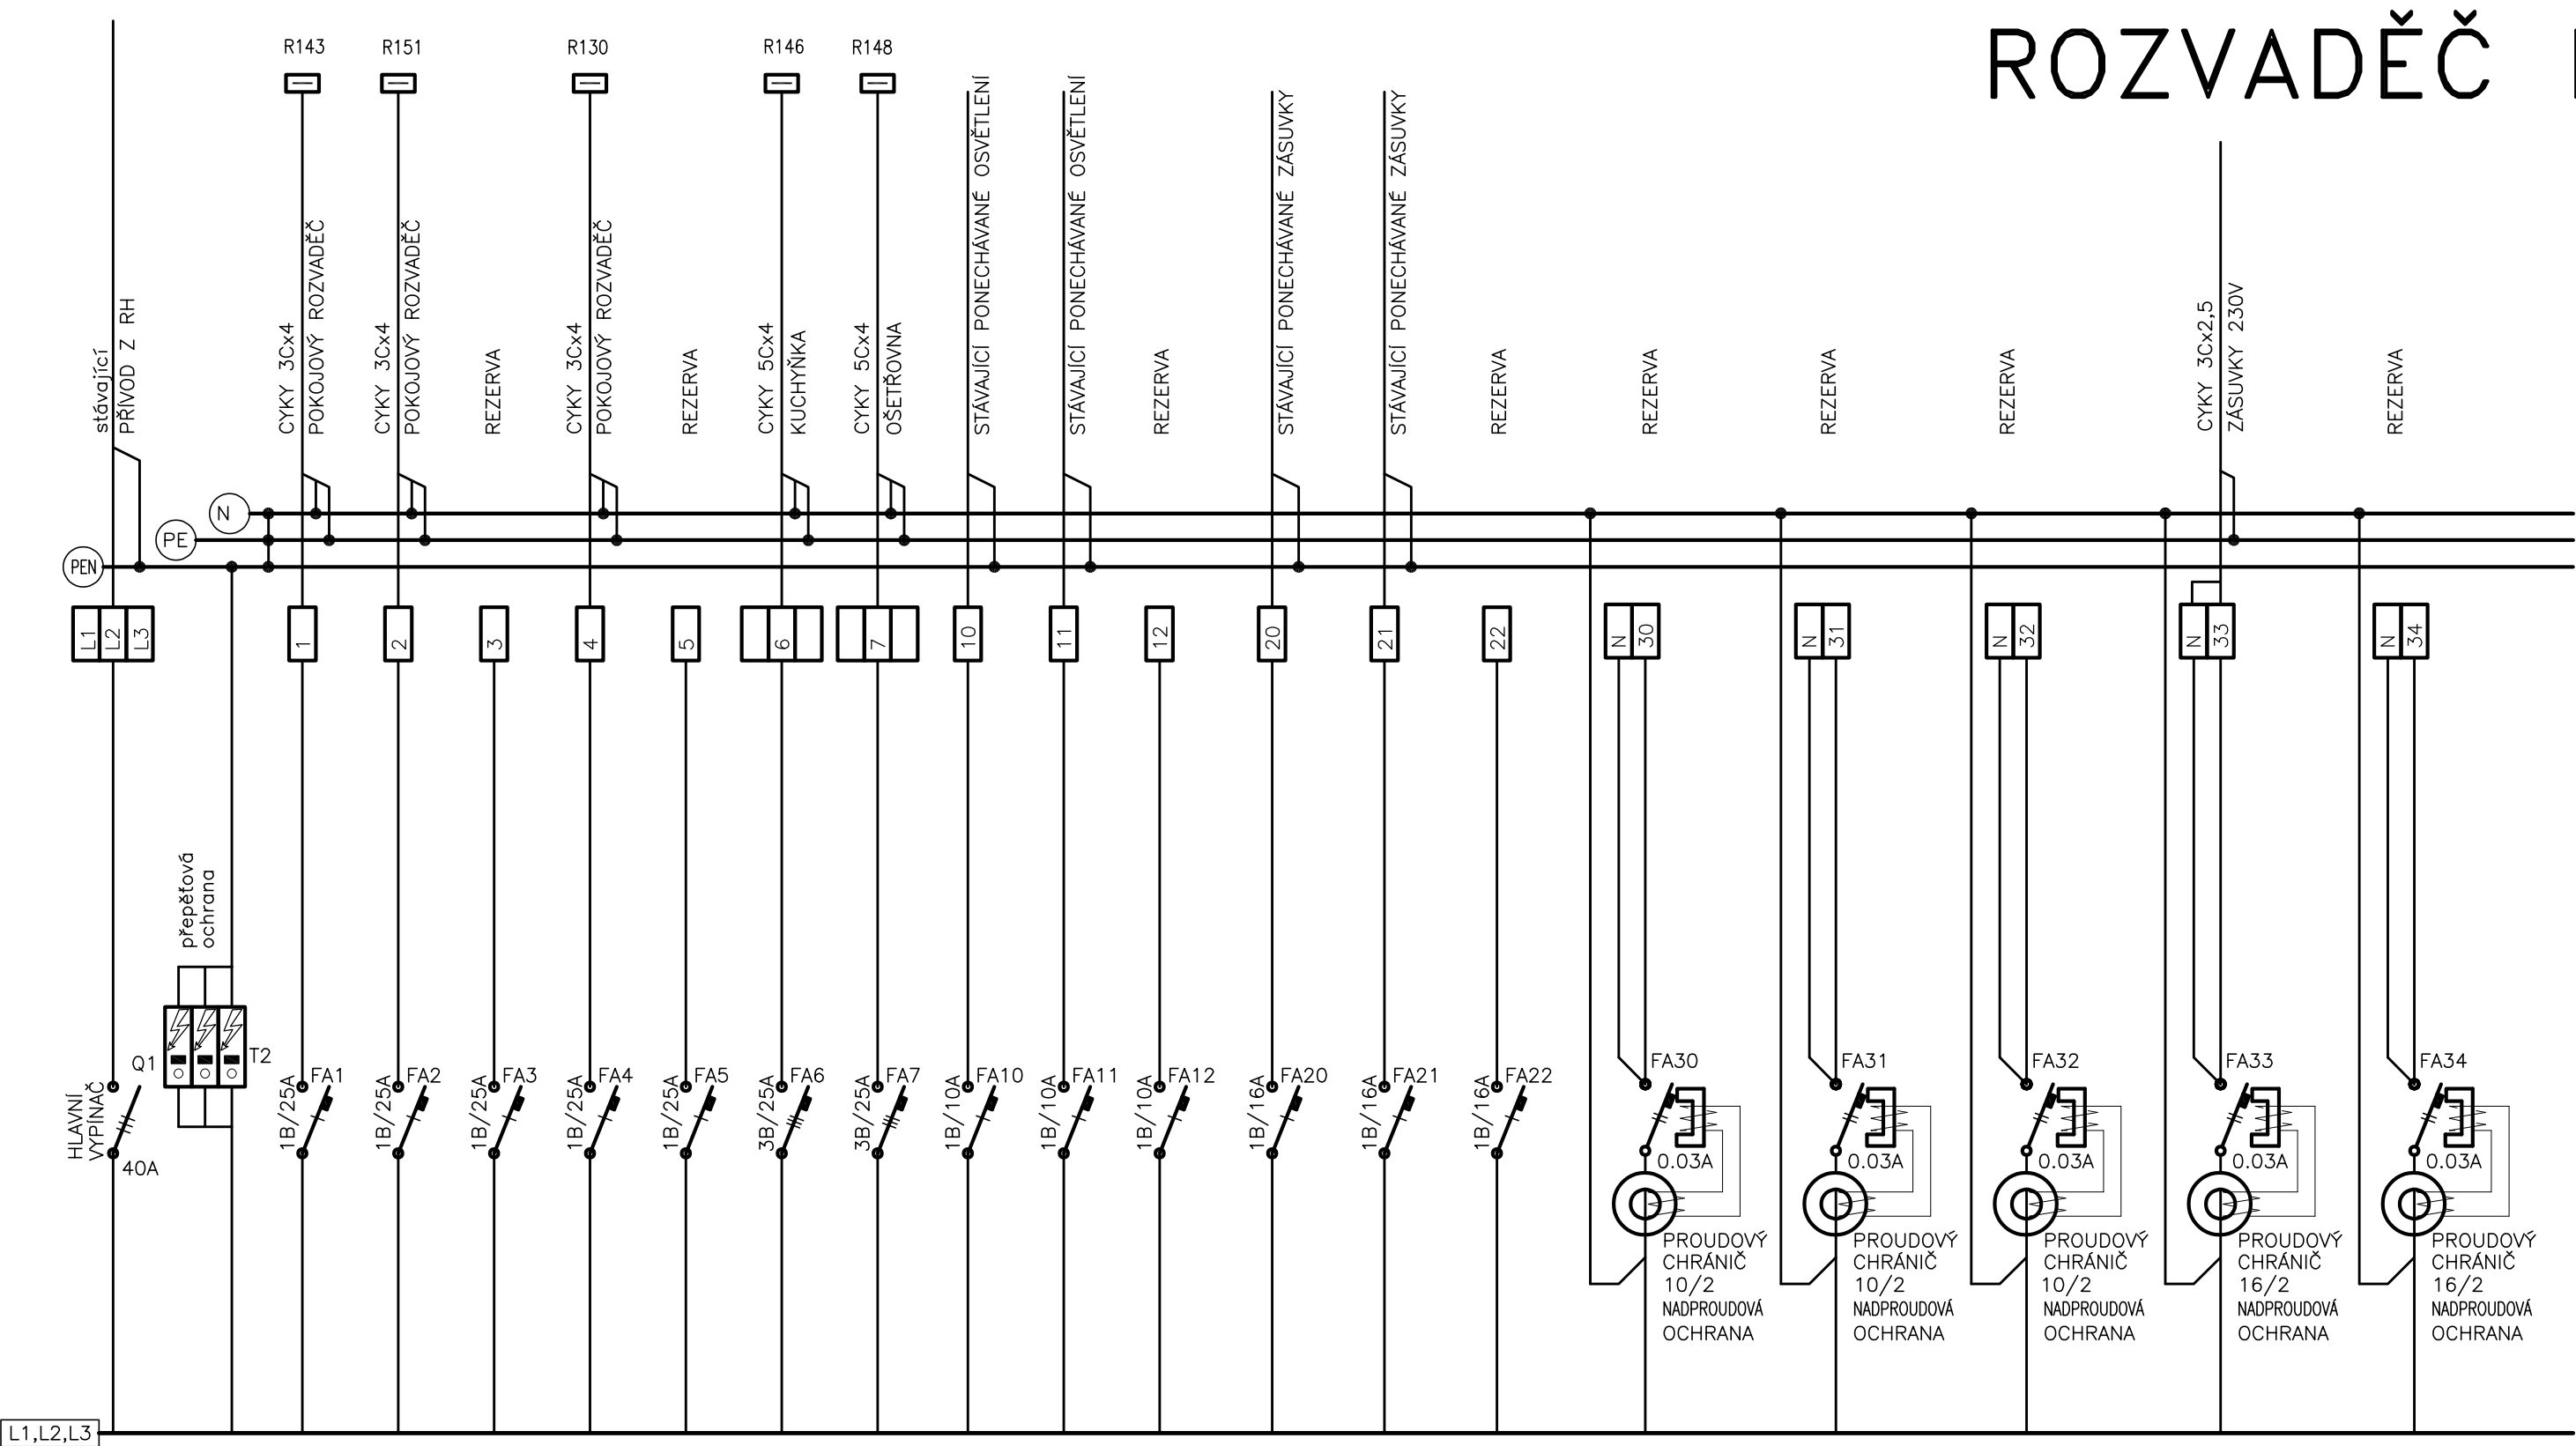 ROZVADĚČ
R143
R151
R130
R146
R148
stávající
PŘÍVOD Z RH
CYKY 3Cx4
POKOJOVÝ ROZVADĚČ
CYKY 3Cx4
POKOJOVÝ ROZVADĚČ
REZERVA
CYKY 3Cx4
POKOJOVÝ ROZVADĚČ
REZERVA
CYKY 5Cx4
KUCHYŇKA
CYKY 5Cx4
OŠETŘOVNA
STÁVAJÍCÍ PONECHÁVANÉ OSVĚTLENÍ
STÁVAJÍCÍ PONECHÁVANÉ OSVĚTLENÍ
REZERVA
STÁVAJÍCÍ PONECHÁVANÉ ZÁSUVKY
STÁVAJÍCÍ PONECHÁVANÉ ZÁSUVKY
REZERVA
REZERVA
REZERVA
REZERVA
CYKY 3Cx2,5
ZÁSUVKY 230V
REZERVA
N
PE
PEN
L1
L2
L3
1
2
3
4
5
6
7
10
11
12
20
21
22
N
30
N
31
N
32
N
33
N
34
přepěťová
ochrana
Q1
T2
HLAVNÍ
VYPÍNAČ
40A
1B/25A
FA1
1B/25A
FA2
1B/25A
FA3
1B/25A
FA4
1B/25A
FA5
3B/25A
FA6
3B/25A
FA7
1B/10A
FA10
1B/10A
FA11
1B/10A
FA12
1B/16A
FA20
1B/16A
FA21
1B/16A
FA22
FA30
0.03A
PROUDOVÝ
CHRÁNIČ
10/2
NADPROUDOVÁ
OCHRANA
FA31
0.03A
PROUDOVÝ
CHRÁNIČ
10/2
NADPROUDOVÁ
OCHRANA
FA32
0.03A
PROUDOVÝ
CHRÁNIČ
10/2
NADPROUDOVÁ
OCHRANA
FA33
0.03A
PROUDOVÝ
CHRÁNIČ
16/2
NADPROUDOVÁ
OCHRANA
FA34
0.03A
PROUDOVÝ
CHRÁNIČ
16/2
NADPROUDOVÁ
OCHRANA
L1,L2,L3